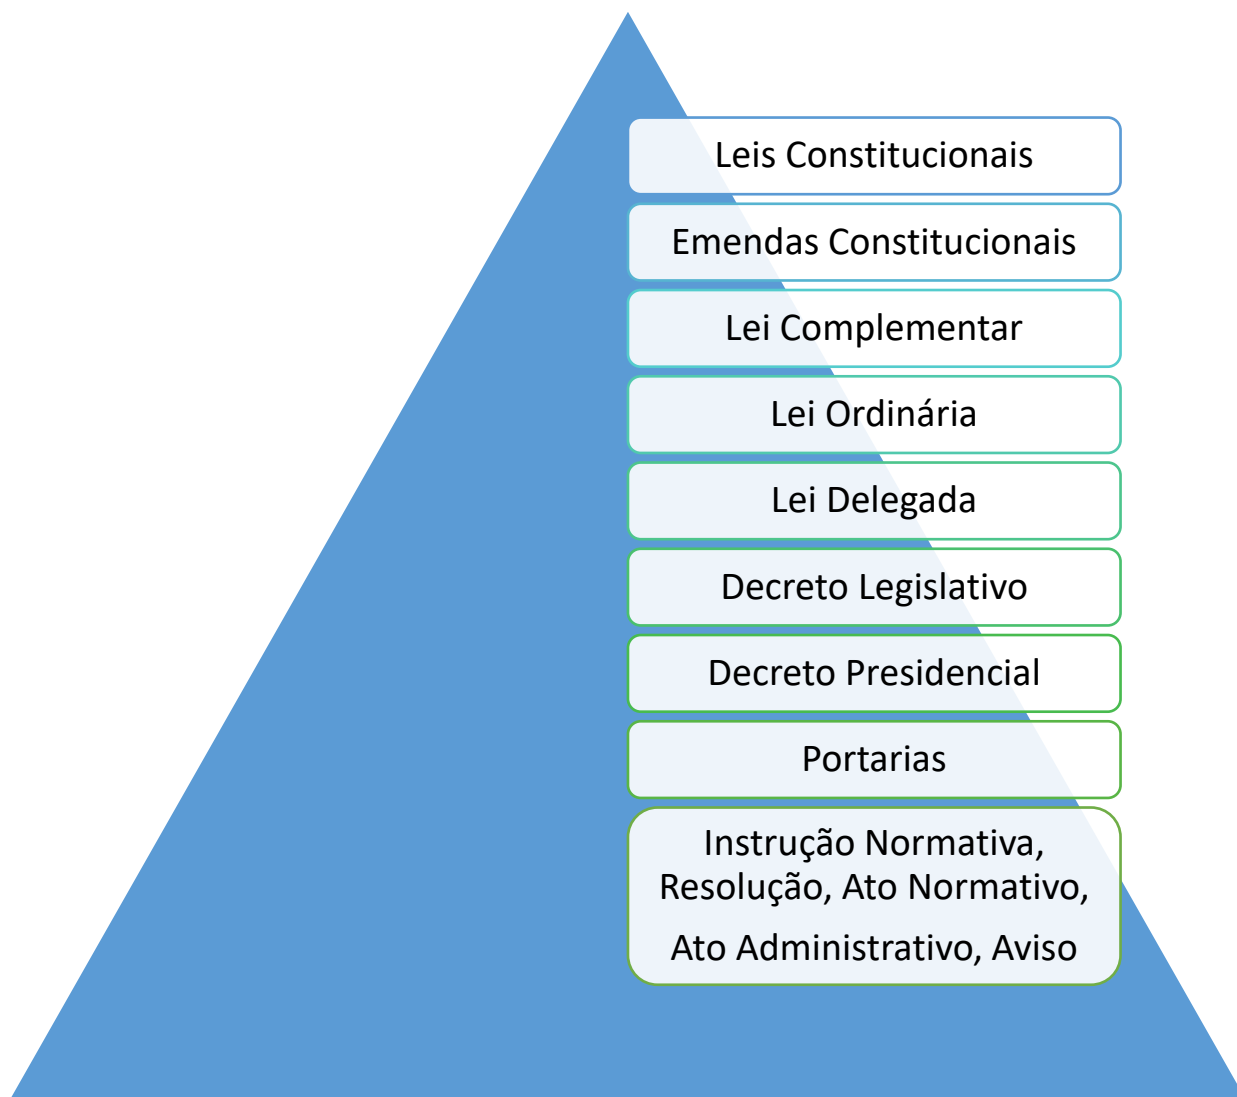 Leis Constitucionais
Emendas Constitucionais
Lei Complementar
Lei Ordinária
Lei Delegada
Decreto Legislativo
Decreto Presidencial
Portarias
Instrução Normativa,
Resolução, Ato Normativo,
Ato Administrativo, Aviso